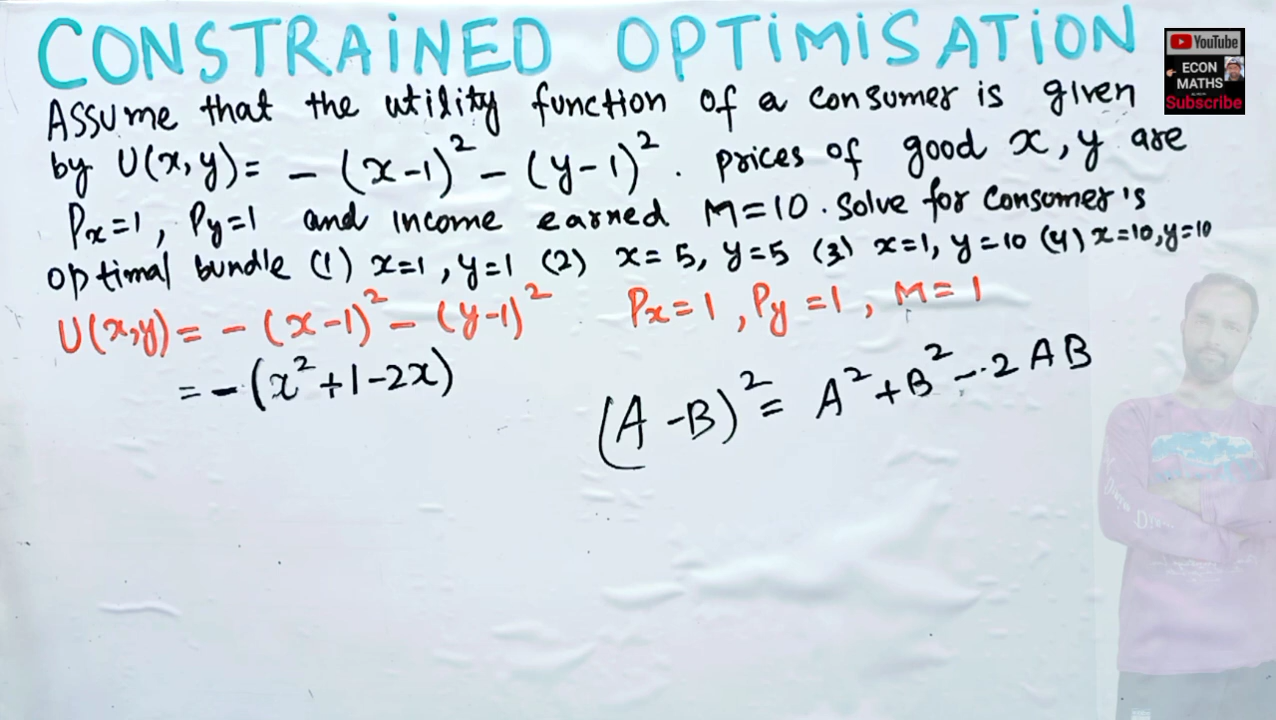 CONSTRAINED OPTIMISATION
YouTube
ECON
MATHS
Subscribe
Assume that the utility function of a consumer is given
by U(x,y)= -(x-1)² - (y-1)². prices of good x, y are
Px=1, Py=1 and income earned M=10. Solve for consumer's
optimal bundle (1) x=1, y=1 (2) x=5, y=5 (3) x=1, y=10 (4) x=10, y=10
U(x,y)= -(x-1)² - (y-1)² Px=1, Py=1, M=1
= -(x²+1-2x)
(A-B)² = A²+B²-2AB